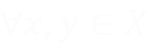 ∀x, y ∈ X